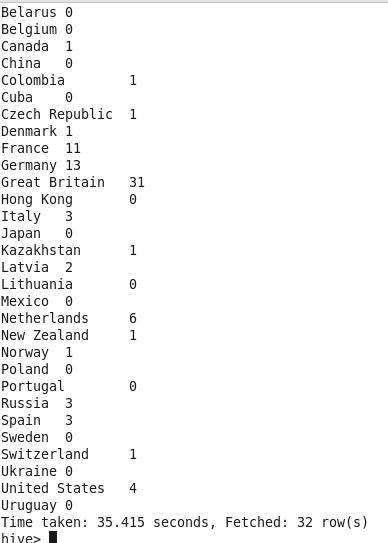 Belarus 0
Belgium 0
Canada 1
China 0
Colombia 1
Cuba 0
Czech Republic 1
Denmark 1
France 11
Germany 13
Great Britain 31
Hong Kong 0
Italy 3
Japan 0
Kazakhstan 1
Latvia 2
Lithuania 0
Mexico 0
Netherlands 6
New Zealand 1
Norway 1
Poland 0
Portugal 0
Russia 3
Spain 3
Sweden 0
Switzerland 1
Ukraine 0
United States 4
Uruguay 0
Time taken: 35.415 seconds, Fetched: 32 row(s)
hive>